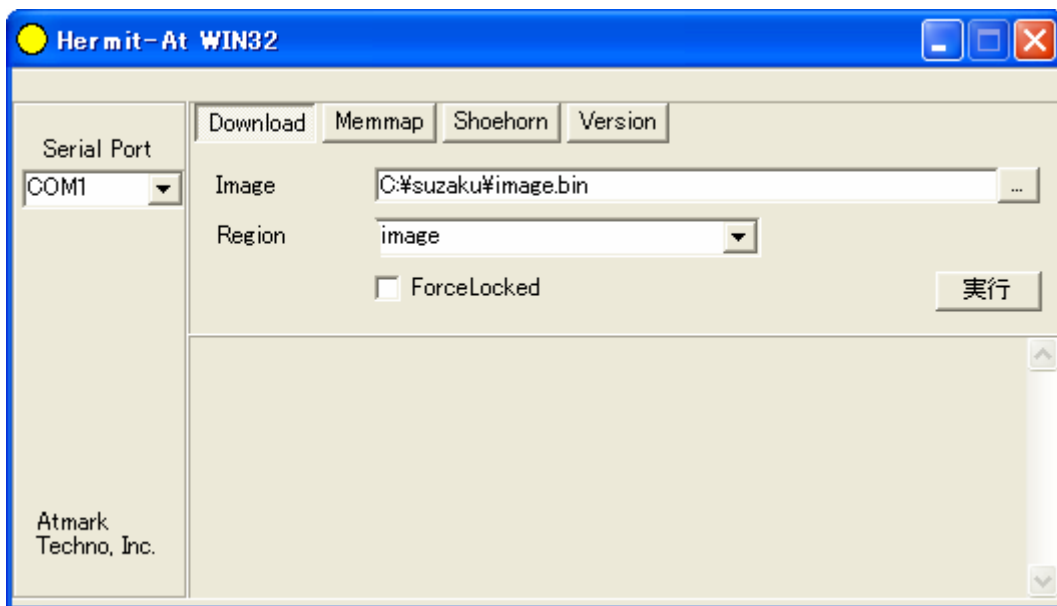 Hermit-At WIN32
Serial Port
COM1
Download Memmap Shoehorn Version
Image C:¥suzaku¥image.bin ...
Region image
ForceLocked 実行
Atmark
Techno, Inc.